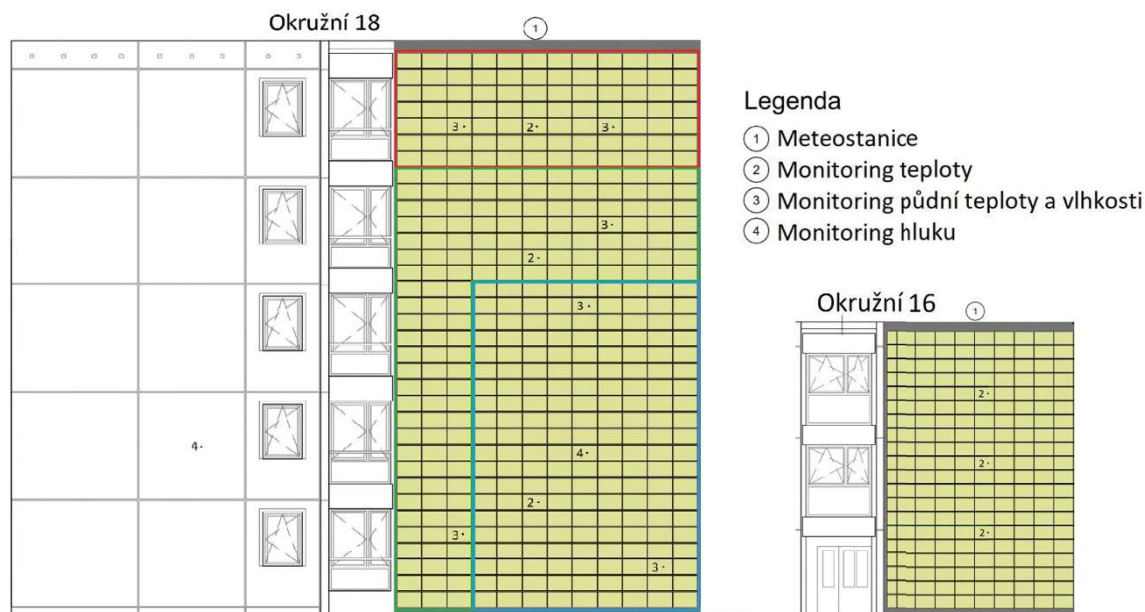 Okružní 18
1
3 2 3
3
2
3
4
4
2
3
3
Legenda
1 Meteostanice
2 Monitoring teploty
3 Monitoring půdní teploty a vlhkosti
4 Monitoring hluku
Okružní 16
1
2
2
2